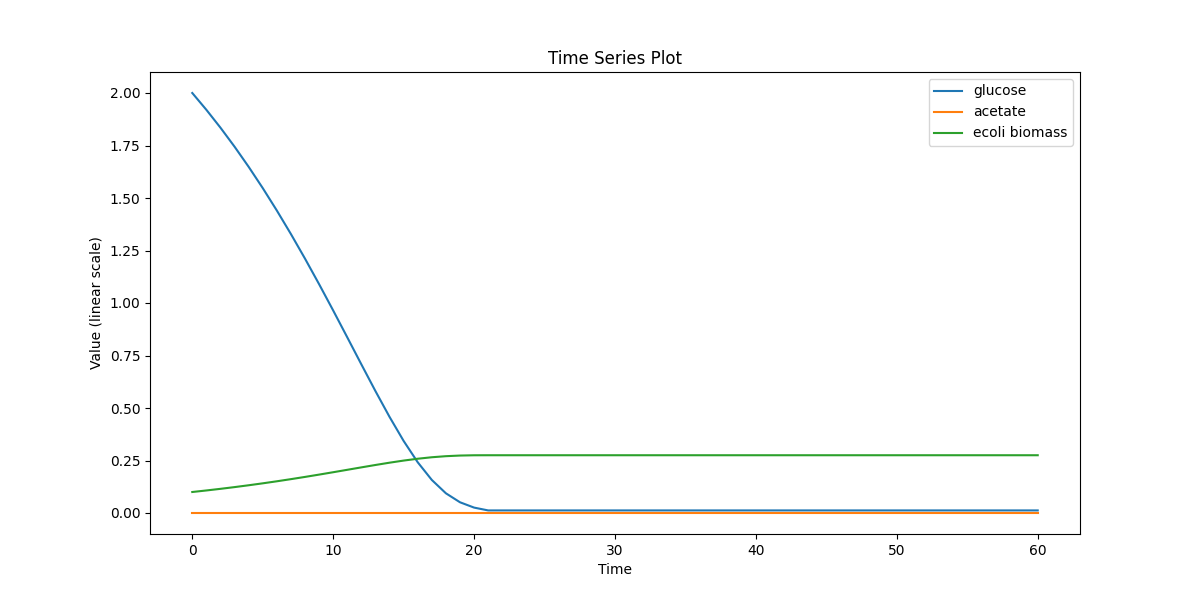 Time Series Plot
glucose
acetate
ecoli biomass
Value (linear scale)
2.00
1.75
1.50
1.25
1.00
0.75
0.50
0.25
0.00
0 10 20 30 40 50 60
Time